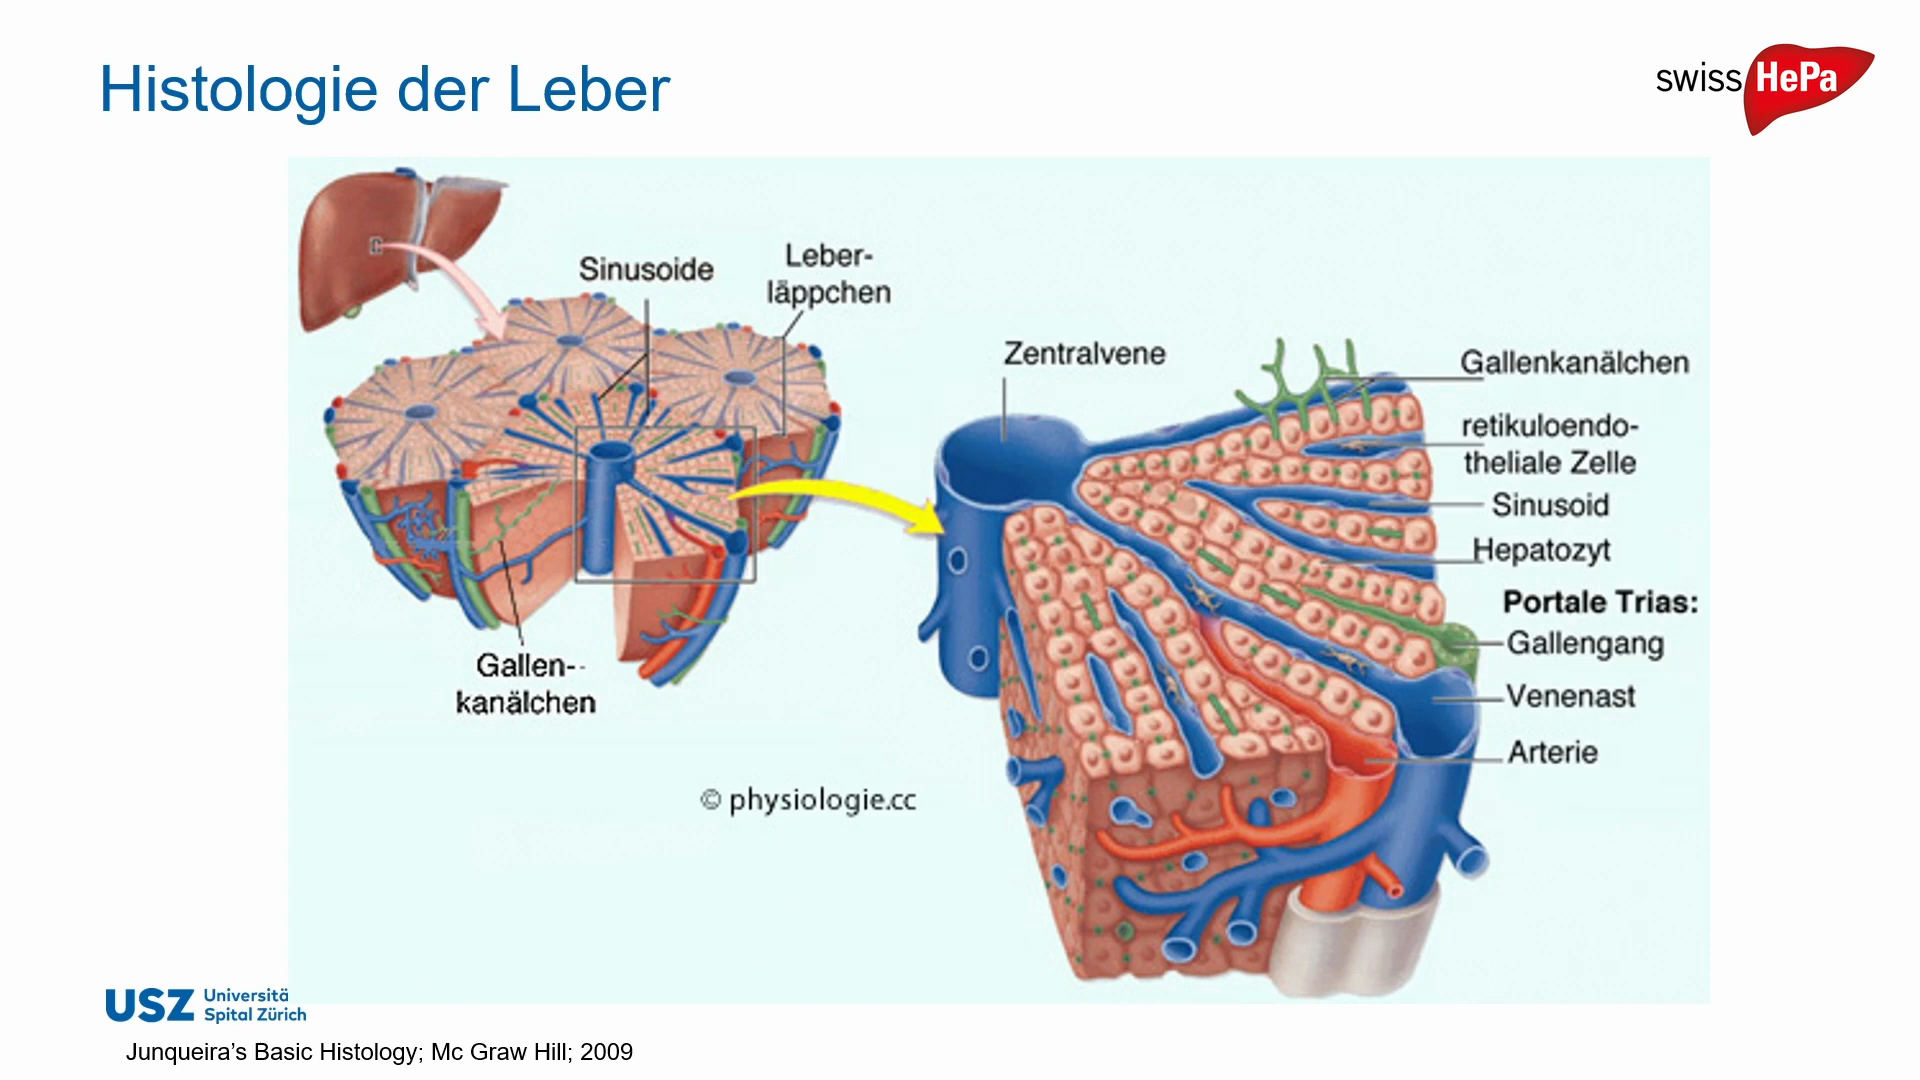 Histologie der Leber
swiss HePa
Sinusoide
Leber-
läppchen
Zentralvene
Gallenkanälchen
retikuloendo-
theliale Zelle
Sinusoid
Hepatozyt
Portale Trias:
Gallengang
Venenast
Arterie
Gallen-
kanälchen
© physiologie.cc
USZ Universitä
Spital Zürich
Junqueira's Basic Histology; Mc Graw Hill; 2009